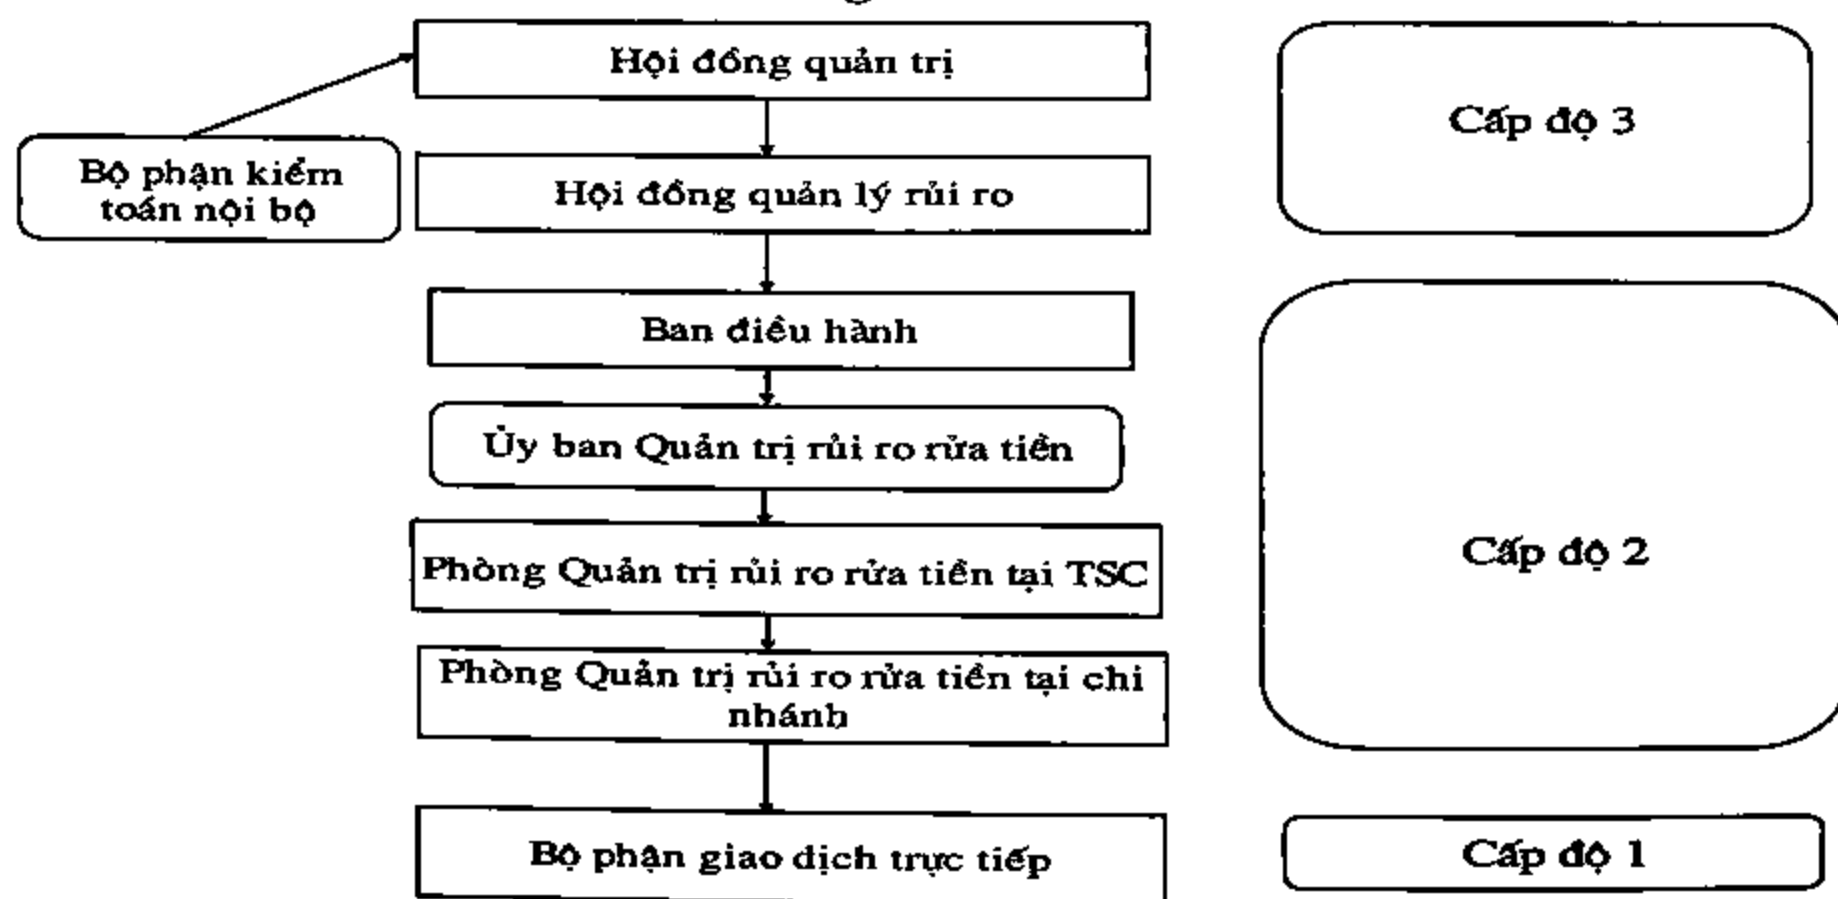 Hội đồng quản trị
Cấp độ 3
Bộ phận kiểm
toán nội bộ
Hội đồng quản lý rủi ro
Ban điều hành
Ủy ban Quản trị rủi ro rửa tiền
Phòng Quản trị rủi ro rửa tiền tại TSC
Cấp độ 2
Phòng Quản trị rủi ro rửa tiền tại chi
nhánh
Bộ phận giao dịch trực tiếp
Cấp độ 1